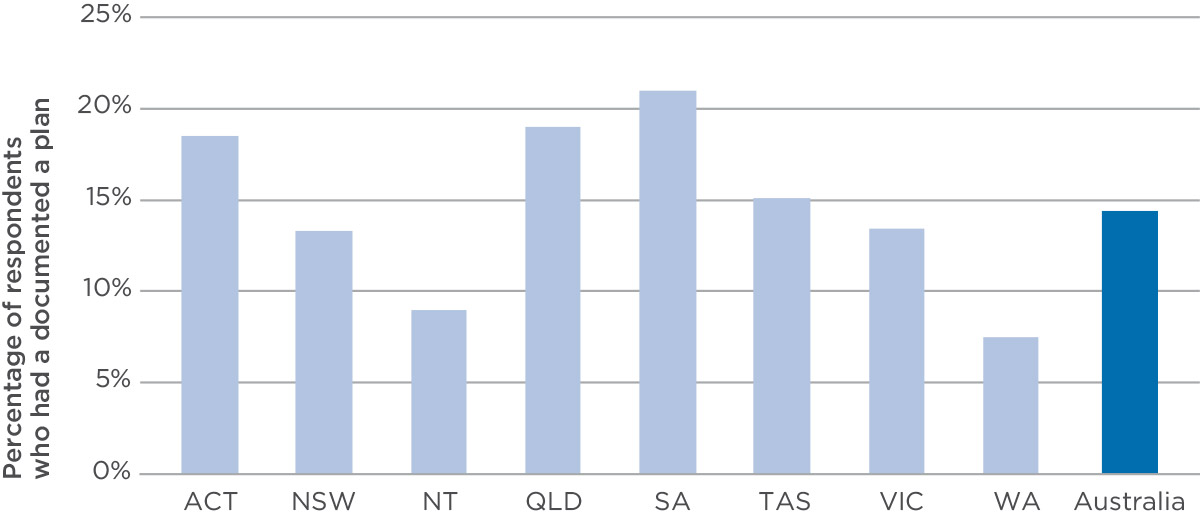 Percentage of respondents
who had a documented a plan
25%
20%
15%
10%
5%
0%
ACT NSW NT QLD SA TAS VIC WA Australia